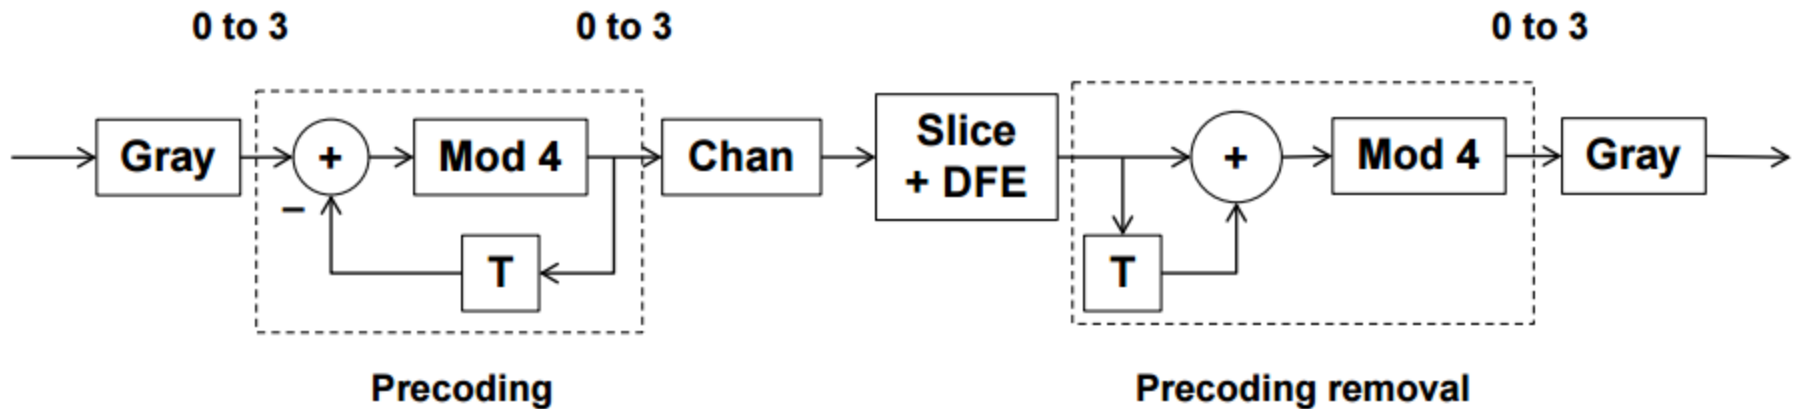 0 to 3
0 to 3
0 to 3
Gray
+
Mod 4
Chan
Slice
+ DFE
+
Mod 4
Gray
–
T
T
Precoding
Precoding removal